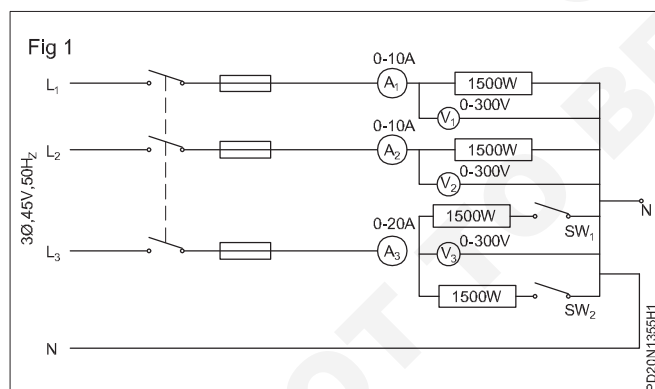 Fig 1
L1
0-10A
A1
1500W
0-300V
V1
L2
0-10A
A2
1500W
0-300V
V2
3Ø,45V,50HZ
N
1500W
SW1
0-20A
0-300V
L3
A3
V3
1500W
SW2
N
PD20N1355H1